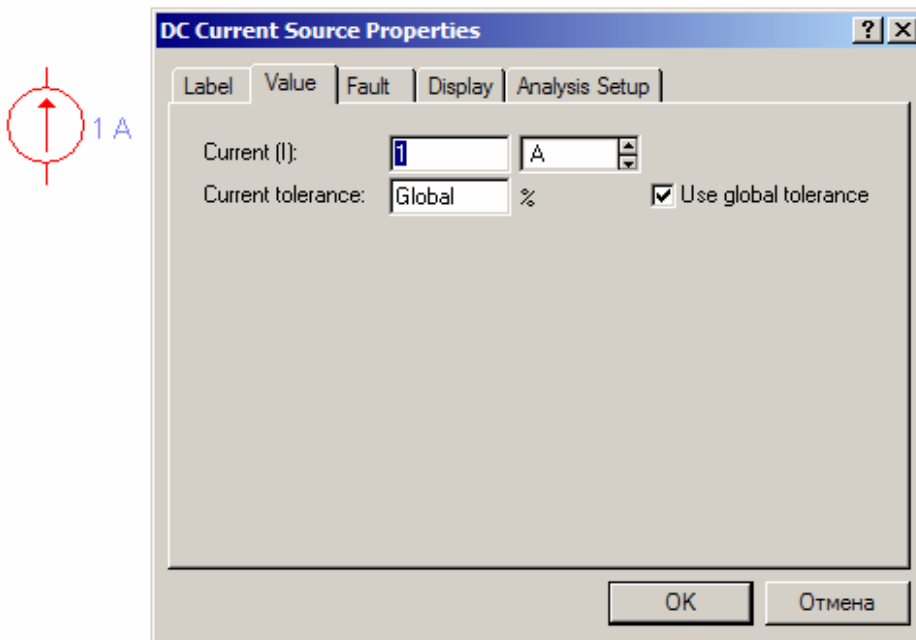 DC Current Source Properties
Label Value Fault Display Analysis Setup
1 A
Current (I): 1 A
Current tolerance: Global % Use global tolerance
OK Отмена